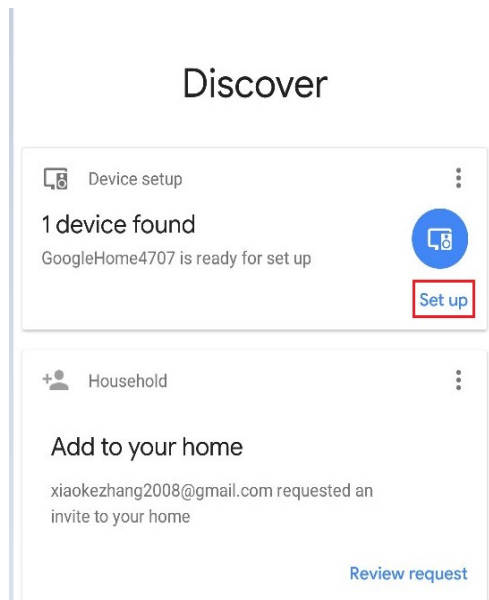 Discover
Device setup
1 device found
GoogleHome4707 is ready for set up
Set up
Household
Add to your home
xiaokezhang2008@gmail.com requested an
invite to your home
Review request